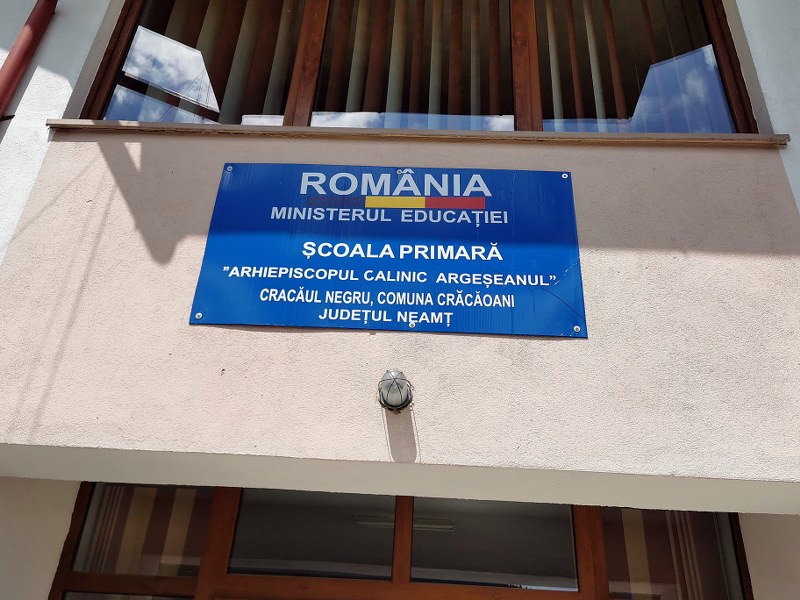 ROMÂNIA
MINISTERUL EDUCAȚIEI
ȘCOALA PRIMARĂ
"ARHIEPISCOPUL CALINIC ARGEȘEANUL"
CRACĂUL NEGRU, COMUNA CRĂCĂOANI
JUDEȚUL NEAMȚ